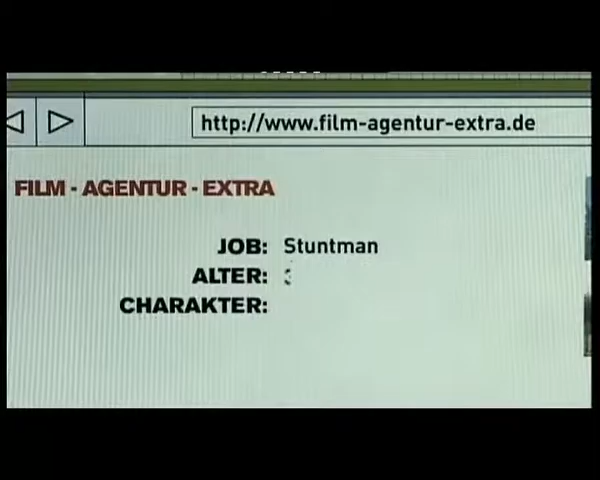 http://www.film-agentur-extra.de
FILM - AGENTUR - EXTRA
JOB: Stuntman
ALTER:
CHARAKTER: